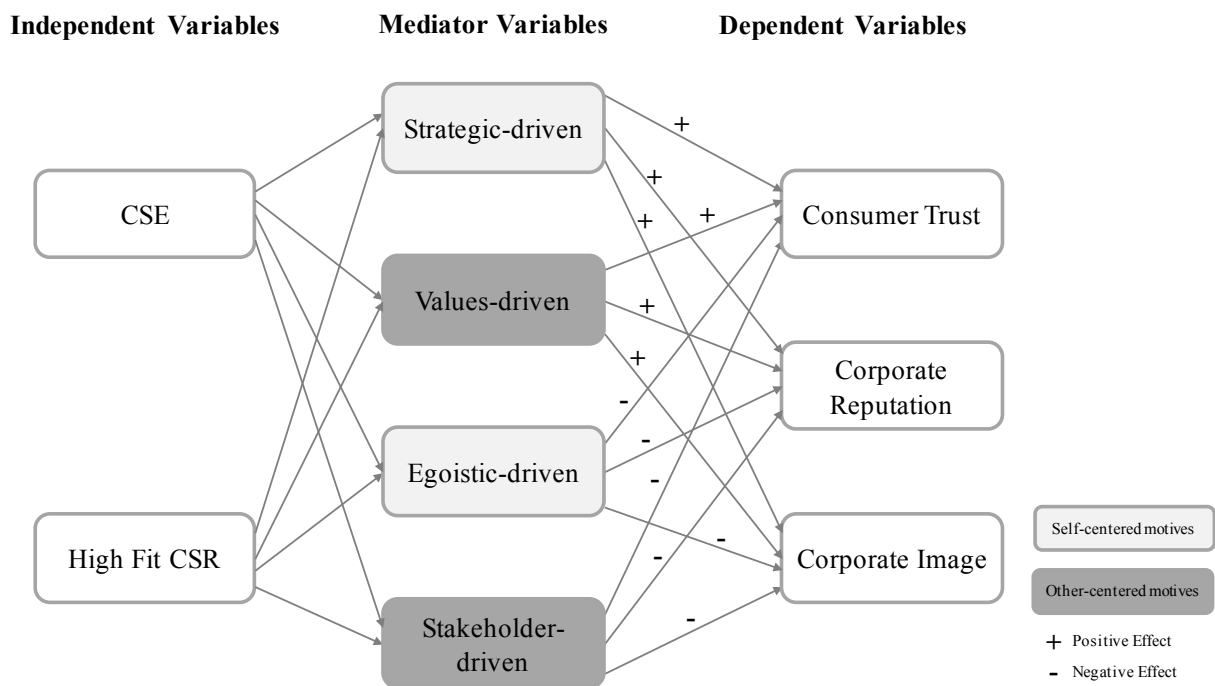 Independent Variables
Mediator Variables
Dependent Variables
Strategic-driven
+
+
CSE
+
+
Consumer Trust
Values-driven
+
+
Corporate
Reputation
-
-
Egoistic-driven
-
Self-centered motives
High Fit CSR
-
-
Corporate Image
Other-centered motives
Stakeholder-
driven
-
+ Positive Effect
- Negative Effect